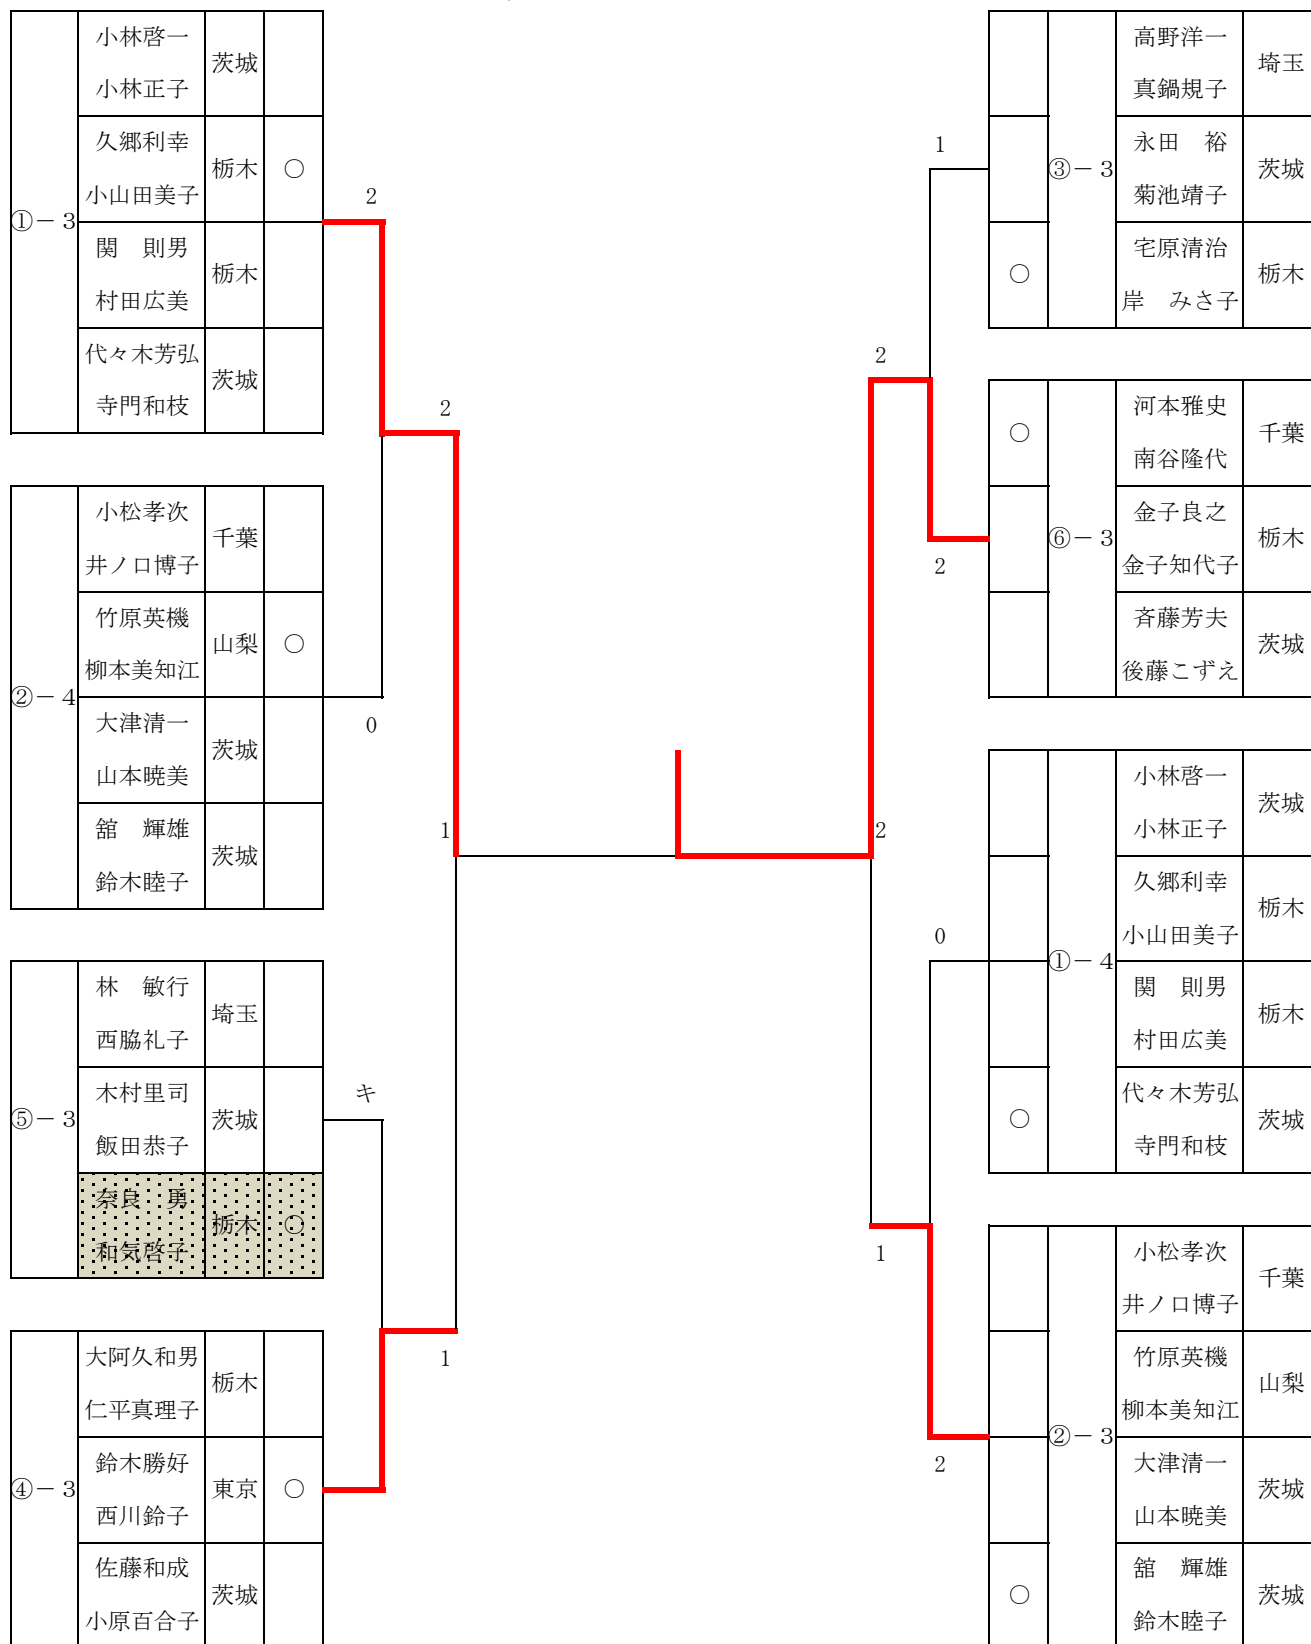 ①－３
小林啓一
小林正子
茨城
久郷利幸
小山田美子
栃木
○
関　則男
村田広美
栃木
代々木芳弘
寺門和枝
茨城
2
2
②－４
小松孝次
井ノ口博子
千葉
竹原英機
柳本美知江
山梨
○
大津清一
山本暁美
茨城
舘　輝雄
鈴木睦子
茨城
0
1
⑤－３
林　敏行
西脇礼子
埼玉
木村里司
飯田恭子
茨城
奈良　勇
和気啓子
栃木
○
キ
④－３
大阿久和男
仁平真理子
栃木
鈴木勝好
西川鈴子
東京
○
佐藤和成
小原百合子
茨城
1
1
③－３
高野洋一
真鍋規子
埼玉
永田　裕
菊池靖子
茨城
○
宅原清治
岸　みさ子
栃木
2
⑥－３
○
河本雅史
南谷隆代
千葉
金子良之
金子知代子
栃木
斉藤芳夫
後藤こずえ
茨城
2
2
①－４
小林啓一
小林正子
茨城
久郷利幸
小山田美子
栃木
関　則男
村田広美
栃木
○
代々木芳弘
寺門和枝
茨城
0
1
②－３
小松孝次
井ノ口博子
千葉
竹原英機
柳本美知江
山梨
大津清一
山本暁美
茨城
○
舘　輝雄
鈴木睦子
茨城
2